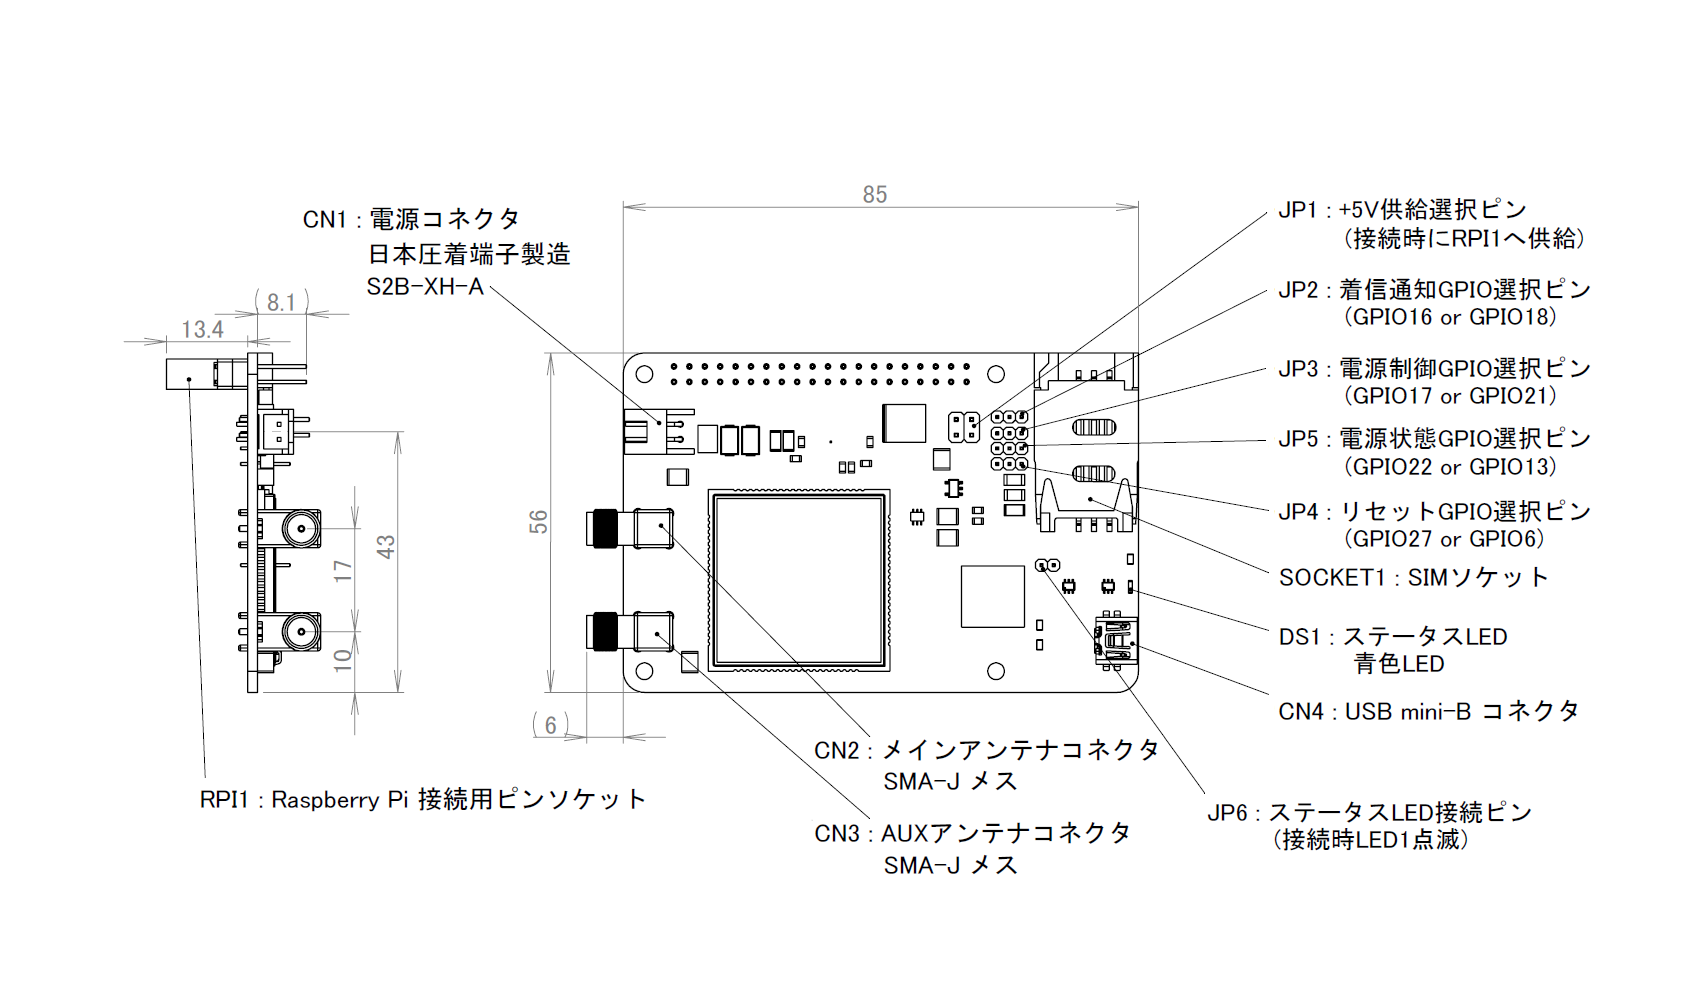 85
CN1 : 電源コネクタ
日本圧着端子製造
S2B-XH-A
JP1 : +5V供給選択ピン
(接続時にRPI1へ供給)
JP2 : 着信通知GPIO選択ピン
(GPIO16 or GPIO18)
JP3 : 電源制御GPIO選択ピン
(GPIO17 or GPIO21)
JP5 : 電源状態GPIO選択ピン
(GPIO22 or GPIO13)
JP4 : リセットGPIO選択ピン
(GPIO27 or GPIO6)
SOCKET1 : SIMソケット
DS1 : ステータスLED
青色LED
CN4 : USB mini-B コネクタ
(8.1)
13.4
56
43
17
10
(6)
CN2 : メインアンテナコネクタ
SMA-J メス
RPI1 : Raspberry Pi 接続用ピンソケット
CN3 : AUXアンテナコネクタ
SMA-J メス
JP6 : ステータスLED接続ピン
(接続時LED1点滅)